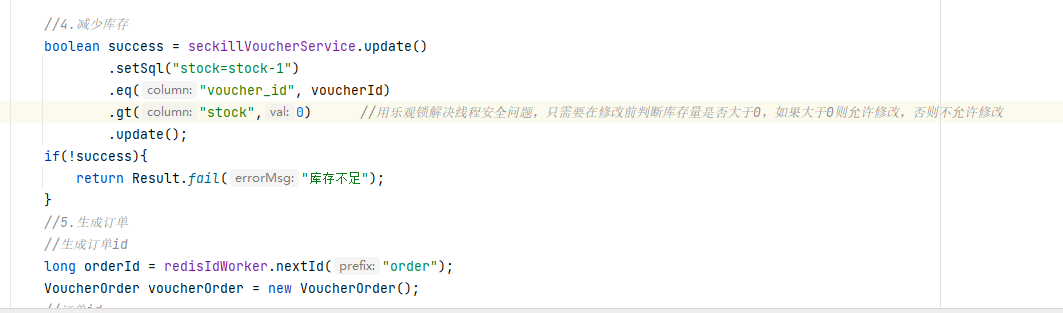 //4.减少库存
boolean success = seckillVoucherService.update()
.setSql("stock=stock-1")
.eq( column: "voucher_id", voucherId)
.gt( column: "stock", val: 0) //用乐观锁解决线程安全问题，只需要在修改前判断库存量是否大于0，如果大于0则允许修改，否则不允许修改
.update();
if(!success){
return Result.fail( errorMsg: "库存不足");
}
//5.生成订单
//生成订单id
long orderId = redisIdWorker.nextId( prefix: "order");
VoucherOrder voucherOrder = new VoucherOrder();